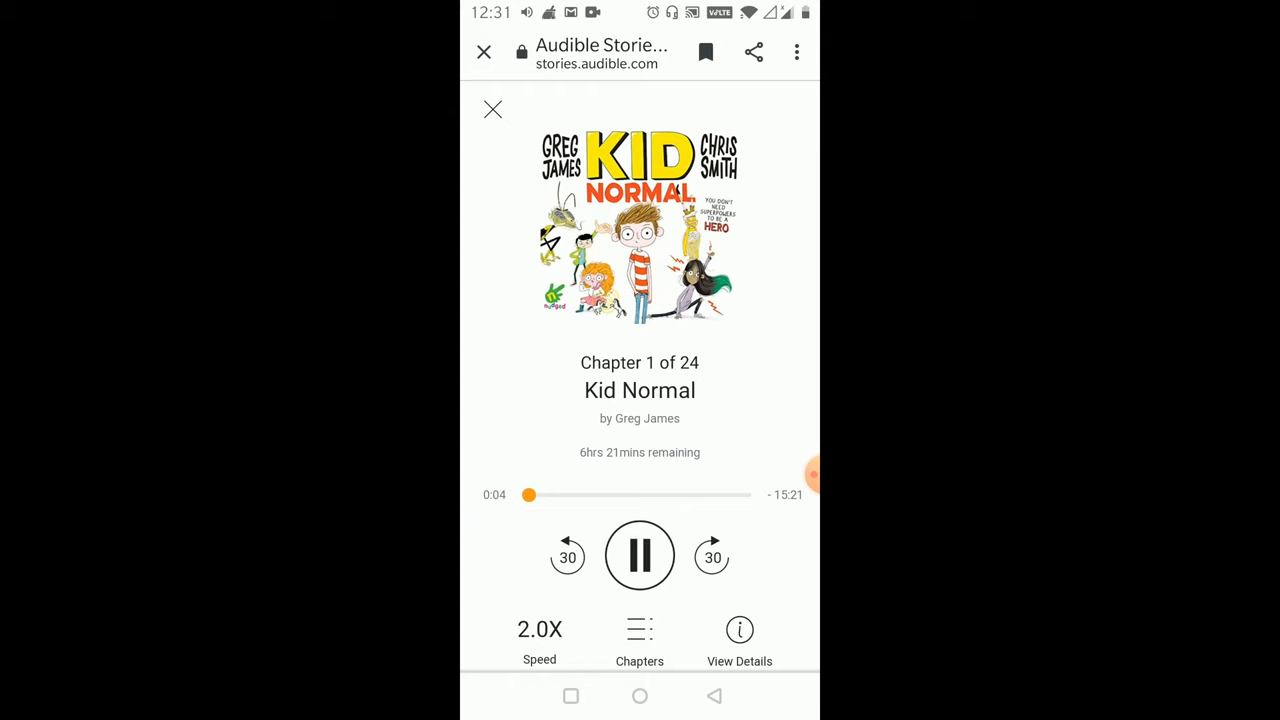 12:31
VoLTE
Audible Storie...
stories.audible.com
GREG JAMES
KID NORMAL
CHRIS SMITH
YOU DON'T NEED SUPERPOWERS TO BE A HERO
nudged
Chapter 1 of 24
Kid Normal
by Greg James
6hrs 21mins remaining
0:04
- 15:21
30
30
2.0X
Speed
Chapters
View Details